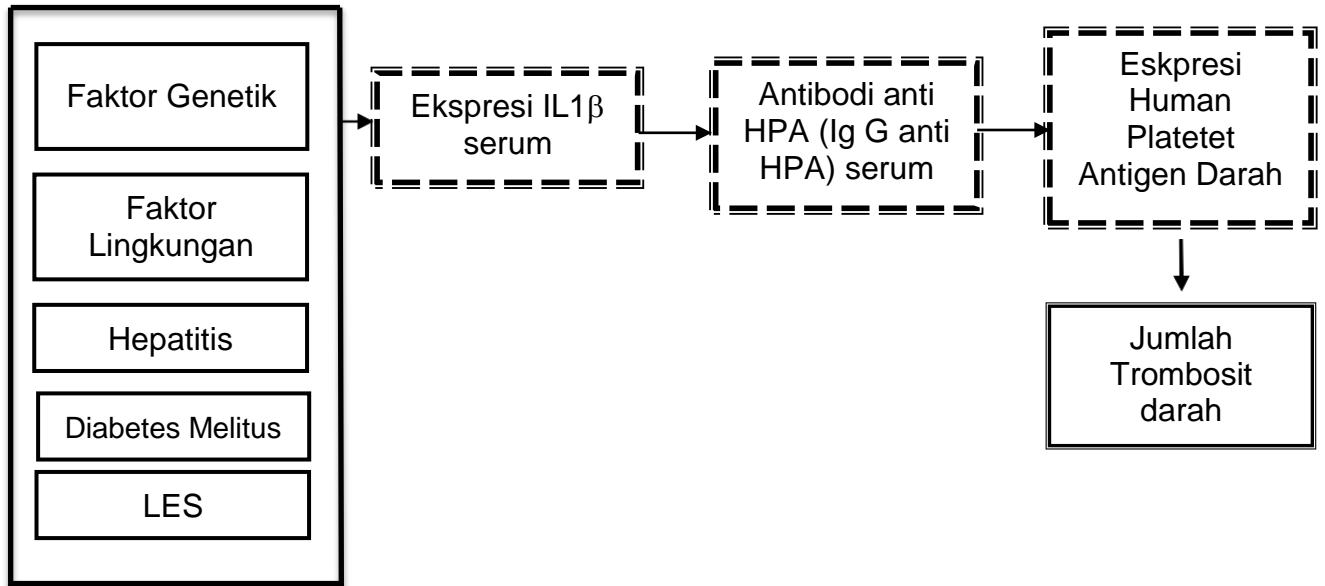 Faktor Genetik
Faktor
Lingkungan
Hepatitis
Diabetes Melitus
LES
Ekspresi IL1β
serum
Antibodi anti
HPA (Ig G anti
HPA) serum
Eskpresi
Human
Platetet
Antigen Darah
Jumlah
Trombosit
darah